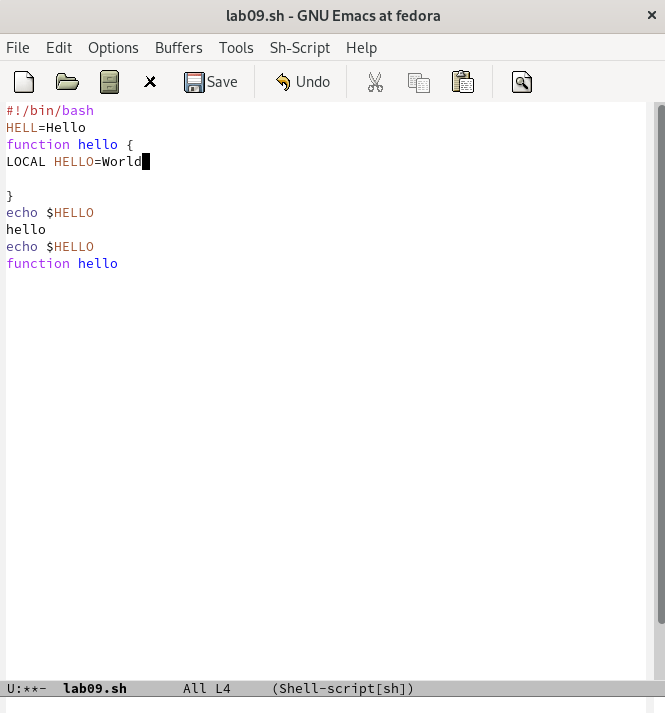 lab09.sh - GNU Emacs at fedora
File Edit Options Buffers Tools Sh-Script Help
Save Undo
#!/bin/bash
HELL=Hello
function hello {
LOCAL HELLO=World
}
echo $HELLO
hello
echo $HELLO
function hello
U:**- lab09.sh All L4 (Shell-script[sh])